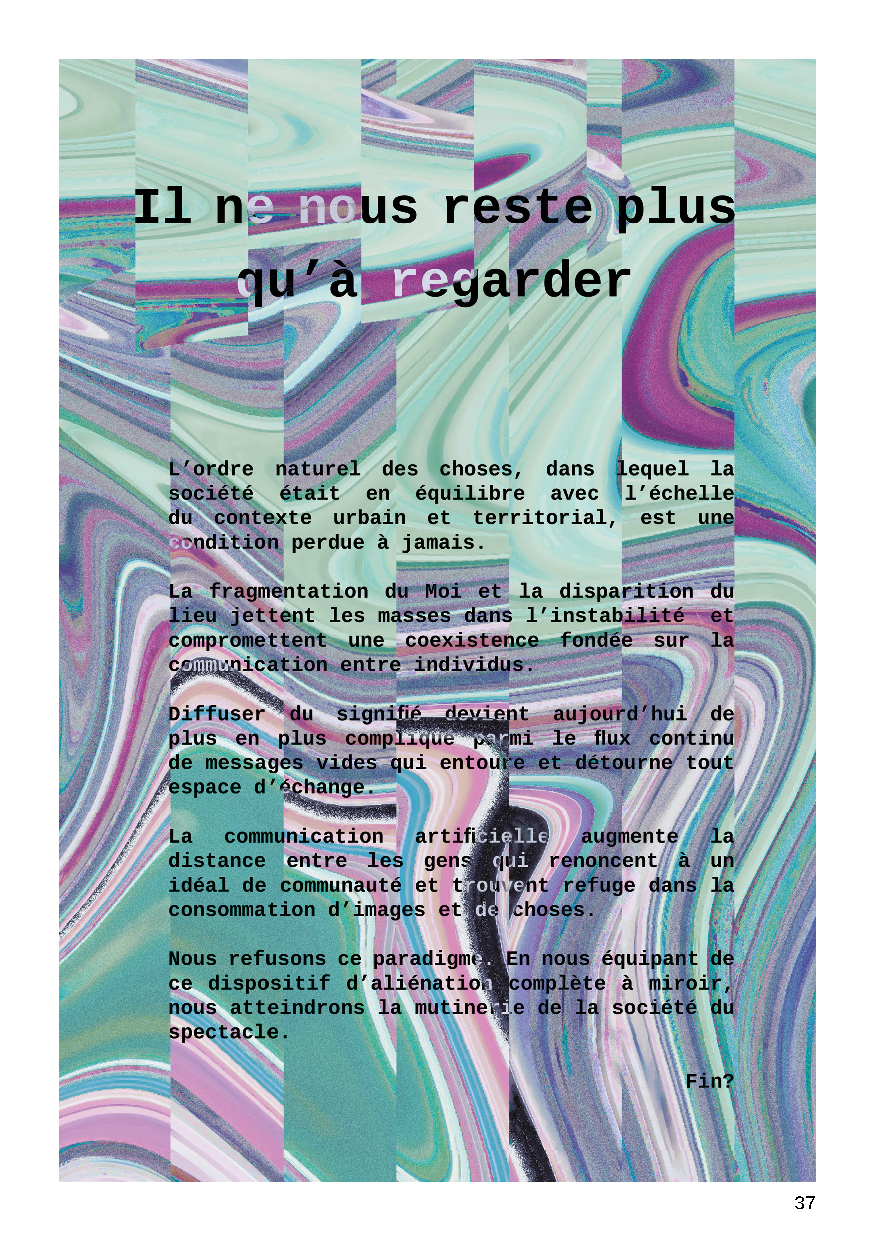 Il ne nous reste plus
qu’à regarder
L’ordre naturel des choses, dans lequel la
société était en équilibre avec l’échelle
du contexte urbain et territorial, est une
condition perdue à jamais.
La fragmentation du Moi et la disparition du
lieu jettent les masses dans l’instabilité et
compromettent une coexistence fondée sur la
communication entre individus.
Diffuser du signifié devient aujourd’hui de
plus en plus compliqué parmi le flux continu
de messages vides qui entoure et détourne tout
espace d’échange.
La communication artificielle augmente la
distance entre les gens qui renoncent à un
idéal de communauté et trouvent refuge dans la
consommation d’images et de choses.
Nous refusons ce paradigme. En nous équipant de
ce dispositif d’aliénation complète à miroir,
nous atteindrons la mutinerie de la société du
spectacle.
Fin?
37